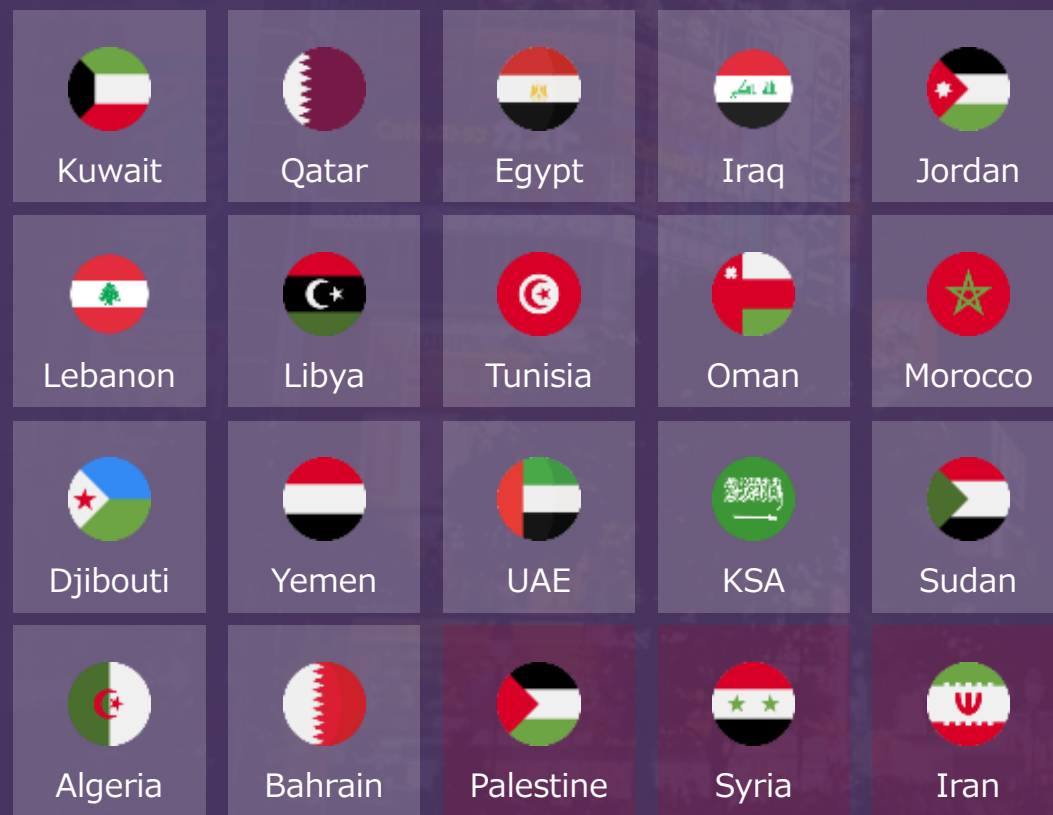 Kuwait
Qatar
Egypt
Iraq
Jordan
Lebanon
Libya
Tunisia
Oman
Morocco
Djibouti
Yemen
UAE
KSA
Sudan
Algeria
Bahrain
Palestine
Syria
Iran